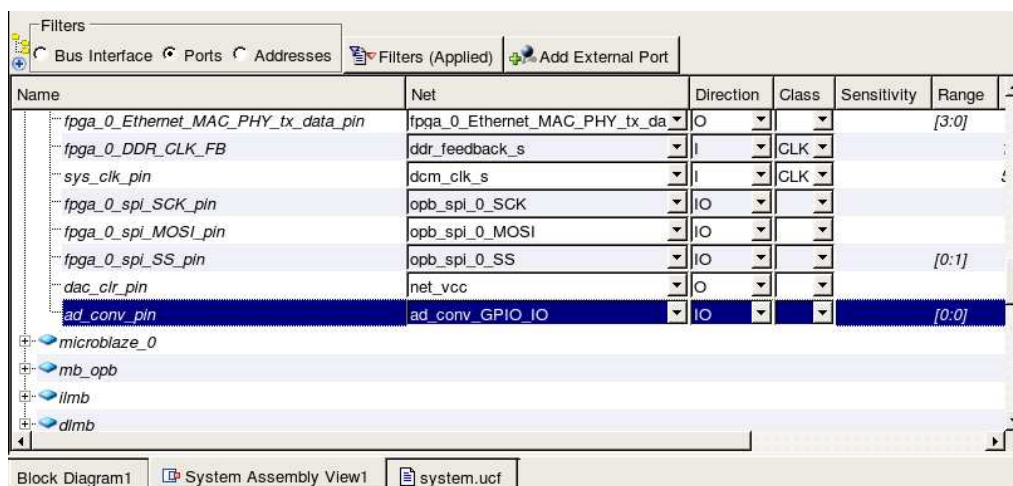 Filters
Bus Interface Ports Addresses Filters (Applied) Add External Port
Name Net Direction Class Sensitivity Range
fpga_0_Ethernet_MAC_PHY_tx_data_pin fpga_0_Ethernet_MAC_PHY_tx_da O [3:0]
fpga_0_DDR_CLK_FB ddr_feedback_s I CLK
sys_clk_pin dcm_clk_s I CLK
fpga_0_spi_SCK_pin opb_spi_0_SCK IO
fpga_0_spi_MOSI_pin opb_spi_0_MOSI IO
fpga_0_spi_SS_pin opb_spi_0_SS IO [0:1]
dac_clr_pin net_vcc O
ad_conv_pin ad_conv_GPIO_IO IO [0:0]
microblaze_0
mb_opb
ilmb
dlmb
Block Diagram1 System Assembly View1 system.ucf